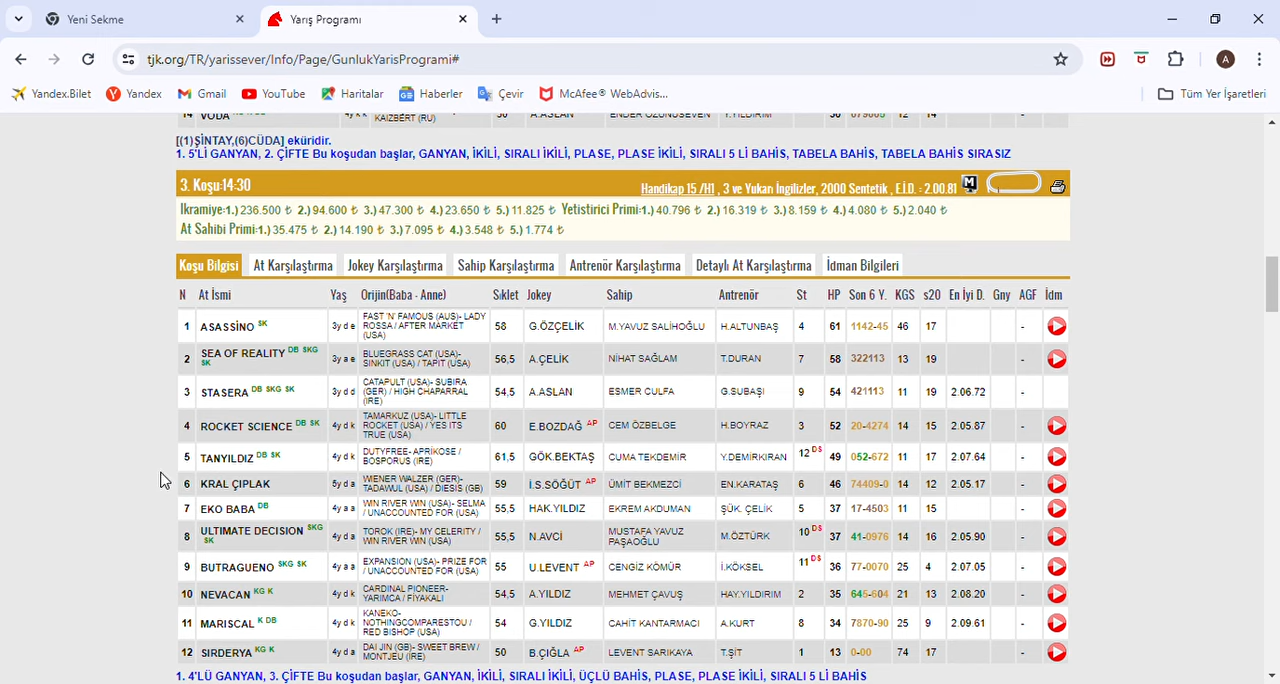 Yeni Sekme
Yarış Programı
tjk.org/TR/yarissever/Info/Page/GunlukYarisProgrami#
A
Yandex.Bilet Yandex Gmail YouTube Haritalar Haberler Çevir McAfee® WebAdvis... Tüm Yer İşaretleri
14 VODA 4y k k KAIZBERT (RU) 50 A.ASLAN ENDER UZUNUSEVEN Y.YILDIRIM 12 14 -
[(1)ŞİNTAY,(6)CÜDA] eküridir.
1. 5'Lİ GANYAN, 2. ÇİFTE Bu koşudan başlar, GANYAN, İKİLİ, SIRALI İKİLİ, PLASE, PLASE İKİLİ, SIRALI 5 Lİ BAHİS, TABELA BAHİS, TABELA BAHİS SIRASIZ
3. Koşu:14:30 Handikap 15 /H1 , 3 ve Yukarı İngilizler, 2000 Sentetik , E.İ.D. : 2.00.81 M
İkramiye:1.) 236.500 ₺ 2.) 94.600 ₺ 3.) 47.300 ₺ 4.) 23.650 ₺ 5.) 11.825 ₺ Yetistirici Primi:1.) 40.796 ₺ 2.) 16.319 ₺ 3.) 8.159 ₺ 4.) 4.080 ₺ 5.) 2.040 ₺
At Sahibi Primi:1.) 35.475 ₺ 2.) 14.190 ₺ 3.) 7.095 ₺ 4.) 3.548 ₺ 5.) 1.774 ₺
Koşu Bilgisi At Karşılaştırma Jokey Karşılaştırma Sahip Karşılaştırma Antrenör Karşılaştırma Detaylı At Karşılaştırma İdman Bilgileri
N At İsmi Yaş Orijin(Baba - Anne) Sıklet Jokey Sahip Antrenör St HP Son 6 Y. KGS s20 En İyi D. Gny AGF İdm
1 ASASSİNO SK 3y d e FAST 'N' FAMOUS (AUS)- LADY ROSSA / AFTER MARKET (USA) 58 G.ÖZÇELİK M.YAVUZ SALİHOĞLU H.ALTUNBAŞ 4 61 1142-45 46 17 -
2 SEA OF REALITY DB SKG SK 3y a e BLUEGRASS CAT (USA)- SINKIT (USA) / TAPIT (USA) 56,5 A.ÇELİK NİHAT SAĞLAM T.DURAN 7 58 322113 13 19 -
3 STASERA DB SKG SK 3y d d CATAPULT (USA)- SUBIRA (GER) / HIGH CHAPARRAL (IRE) 54,5 A.ASLAN ESMER CULFA G.SUBAŞI 9 54 421113 11 19 2.06.72 -
4 ROCKET SCIENCE DB SK 4y d k TAMARKUZ (USA)- LITTLE ROCKET (USA) / YES ITS TRUE (USA) 60 E.BOZDAĞ AP CEM ÖZBELGE H.BOYRAZ 3 52 20-4274 14 15 2.05.87 -
5 TANYILDIZ DB SK 4y d k DUTYFREE- APRİKOSE / BOSPORUS (IRE) 61,5 GÖK.BEKTAŞ CUMA TEKDEMİR Y.DEMİRKIRAN 12 DS 49 052-672 11 17 2.07.64 -
6 KRAL ÇIPLAK 5y d a WIENER WALZER (GER)- TADAWUL (USA) / DIESIS (GB) 59 İ.S.SÖĞÜT AP ÜMİT BEKMEZCİ EN.KARATAŞ 6 46 74409-0 14 12 2.05.17 -
7 EKO BABA DB 4y a a WIN RIVER WIN (USA)- SELMA / UNACCOUNTED FOR (USA) 55,5 HAK.YILDIZ EKREM AKDUMAN ŞÜK. ÇELİK 5 37 17-4503 11 15 -
8 ULTIMATE DECISION SKG SK 4y d a TOROK (IRE)- MY CELERITY / WIN RIVER WIN (USA) 55,5 N.AVCİ MUSTAFA YAVUZ PAŞAOĞLU M.ÖZTÜRK 10 DS 37 41-0976 14 16 2.05.90 -
9 BUTRAGUENO SKG SK 4y a a EXPANSION (USA)- PRIZE FOR / UNACCOUNTED FOR (USA) 55 U.LEVENT AP CENGİZ KÖMÜR İ.KÖKSEL 11 DS 36 77-0070 25 4 2.07.05 -
10 NEVACAN KG K 4y d k CARDINAL PIONEER- YARIMCA / FİYAKALI 54,5 A.YILDIZ MEHMET ÇAVUŞ HAY.YILDIRIM 2 35 645-604 21 13 2.08.20 -
11 MARISCAL K DB 4y d k KANEKO- NOTHINGCOMPARESTOU / RED BISHOP (USA) 54 G.YILDIZ CAHİT KANTARMACI A.KURT 8 34 7870-90 25 9 2.09.61 -
12 SIRDERYA KG K 4y d a DAI JIN (GB)- SWEET BREW / MONTJEU (IRE) 50 B.ÇIĞLA AP LEVENT SARIKAYA T.ŞİT 1 13 0-00 74 17 -
1. 4'LÜ GANYAN, 3. ÇİFTE Bu koşudan başlar, GANYAN, İKİLİ, SIRALI İKİLİ, ÜÇLÜ BAHİS, PLASE, PLASE İKİLİ, SIRALI 5 Lİ BAHİS